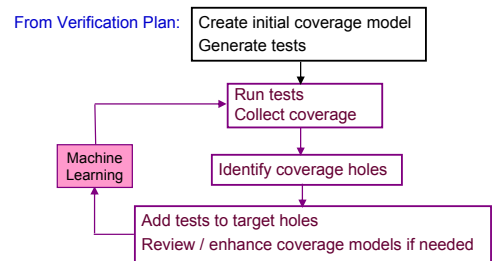 From Verification Plan:
Create initial coverage model
Generate tests
Run tests
Collect coverage
Machine
Learning
Identify coverage holes
Add tests to target holes
Review / enhance coverage models if needed